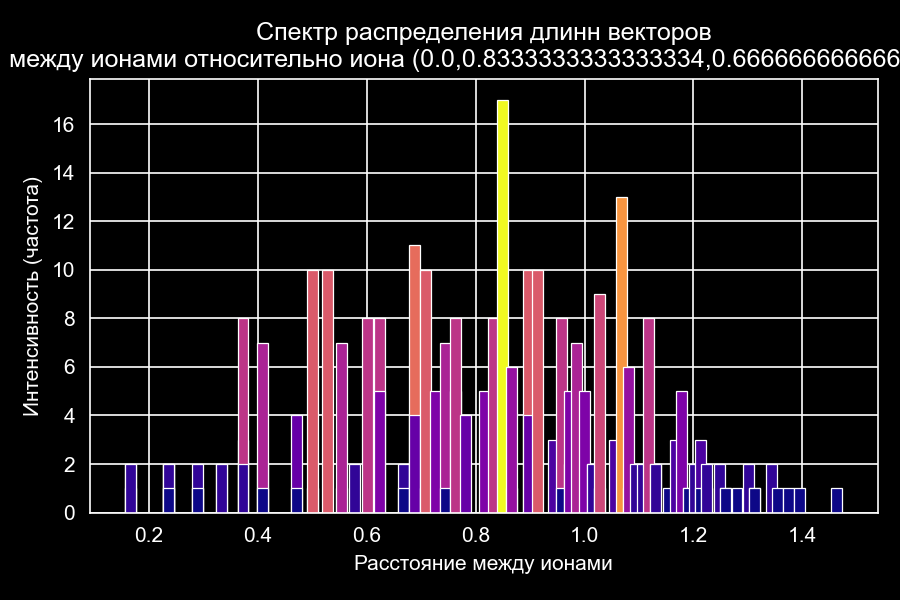 Спектр распределения длинн векторов
между ионами относительно иона (0.0,0.8333333333333334,0.666666666666
Интенсивность (частота)
16
14
12
10
8
6
4
2
0
0.2 0.4 0.6 0.8 1.0 1.2 1.4
Расстояние между ионами